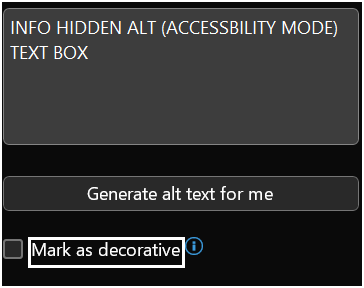 INFO HIDDEN ALT (ACCESSBILITY MODE)
TEXT BOX
Generate alt text for me
Mark as decorative